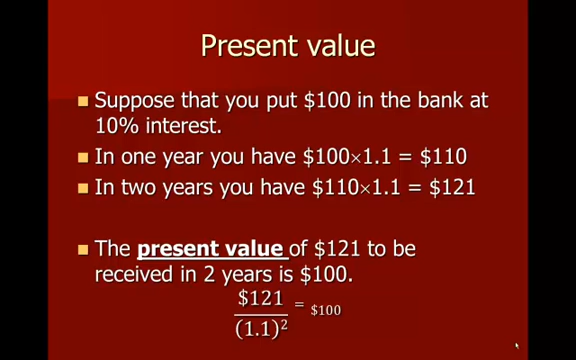 Present value
■ Suppose that you put $100 in the bank at
10% interest.
■ In one year you have $100×1.1 = $110
■ In two years you have $110×1.1 = $121
■ The present value of $121 to be
received in 2 years is $100.
$121
= $100
(1.1)²